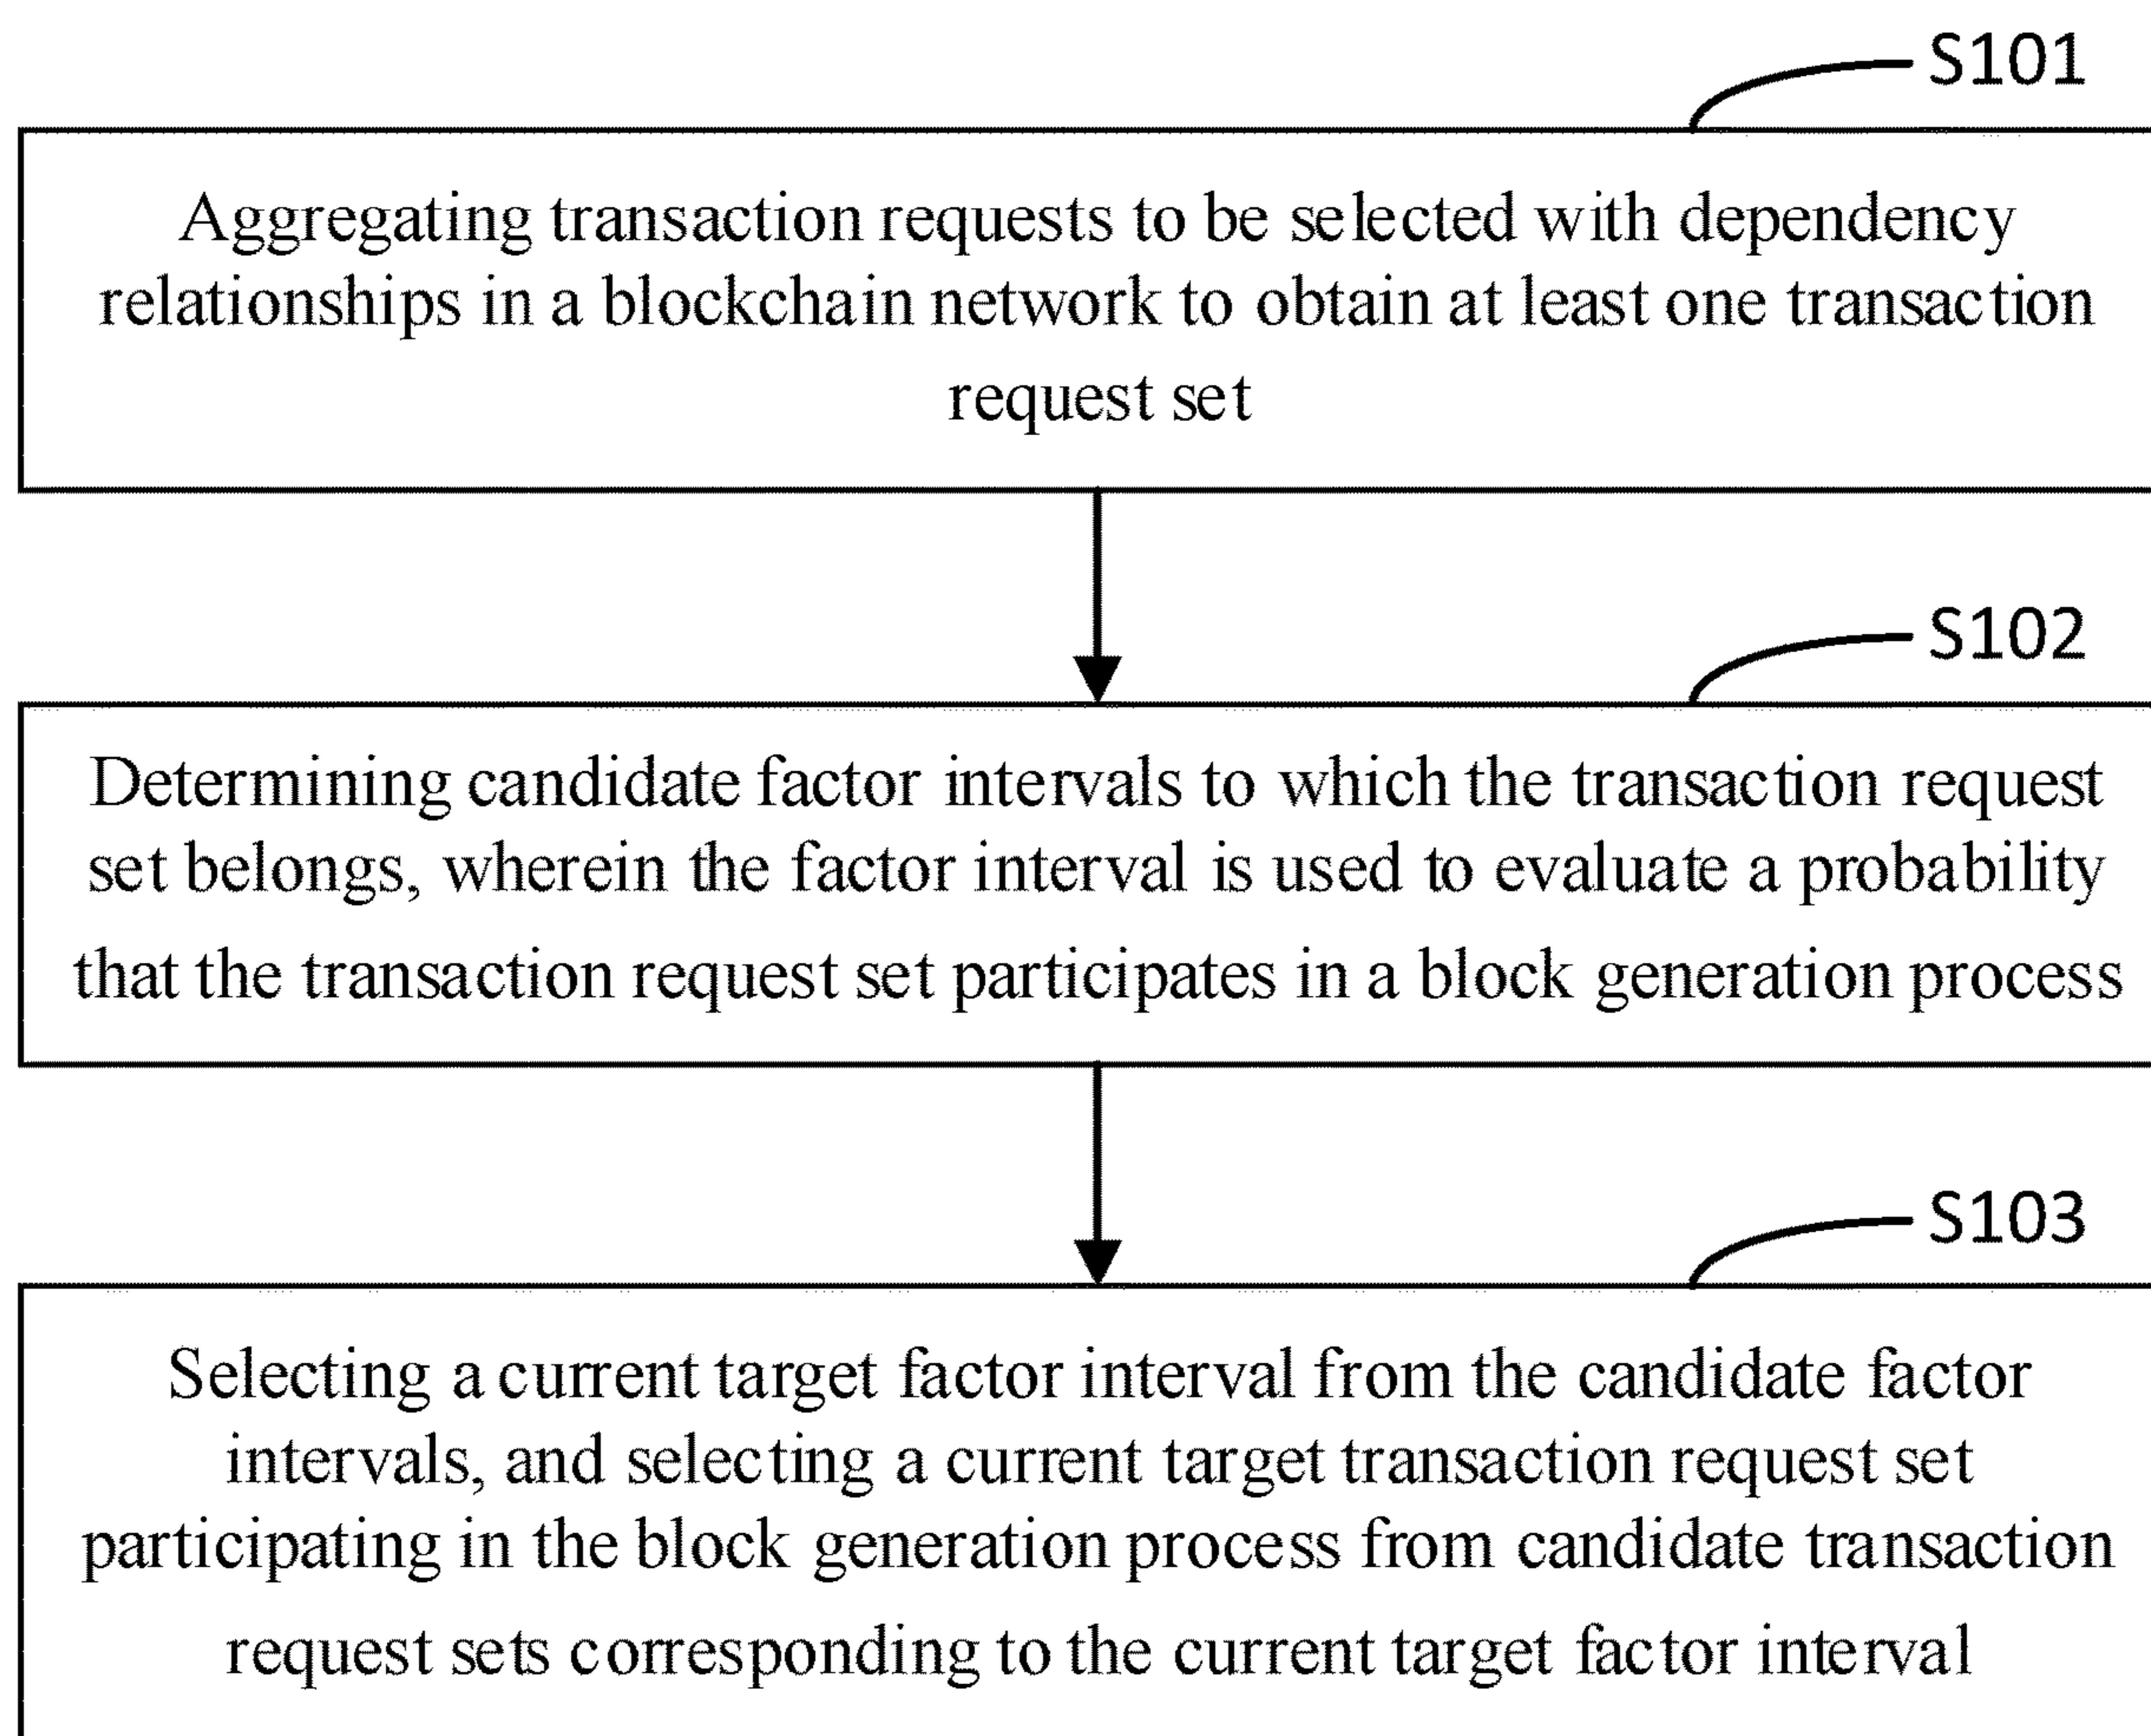 S101
Aggregating transaction requests to be selected with dependency
relationships in a blockchain network to obtain at least one transaction
request set
S102
Determining candidate factor intervals to which the transaction request
set belongs, wherein the factor interval is used to evaluate a probability
that the transaction request set participates in a block generation process
S103
Selecting a current target factor interval from the candidate factor
intervals, and selecting a current target transaction request set
participating in the block generation process from candidate transaction
request sets corresponding to the current target factor interval